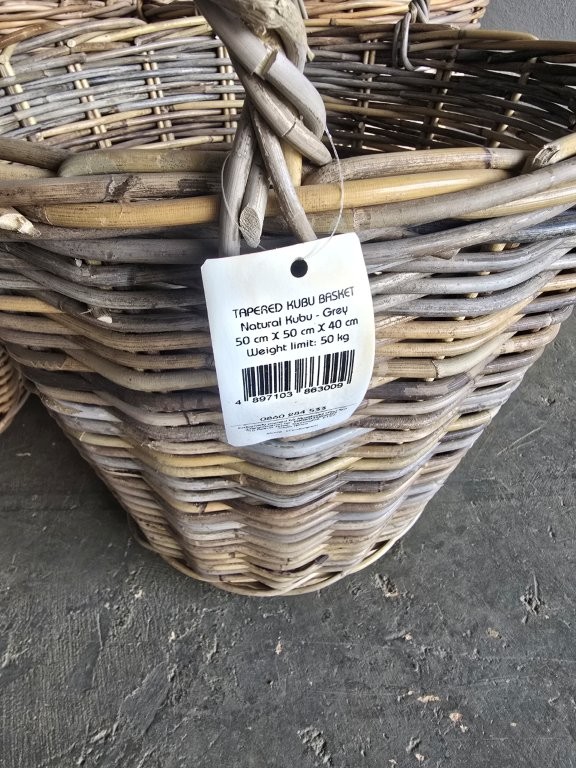 TAPERED KUBU BASKET
Natural Kubu - Grey
50 cm X 50 cm X 40 cm
Weight limit: 50 kg
4 897103 863009
0860 284 533